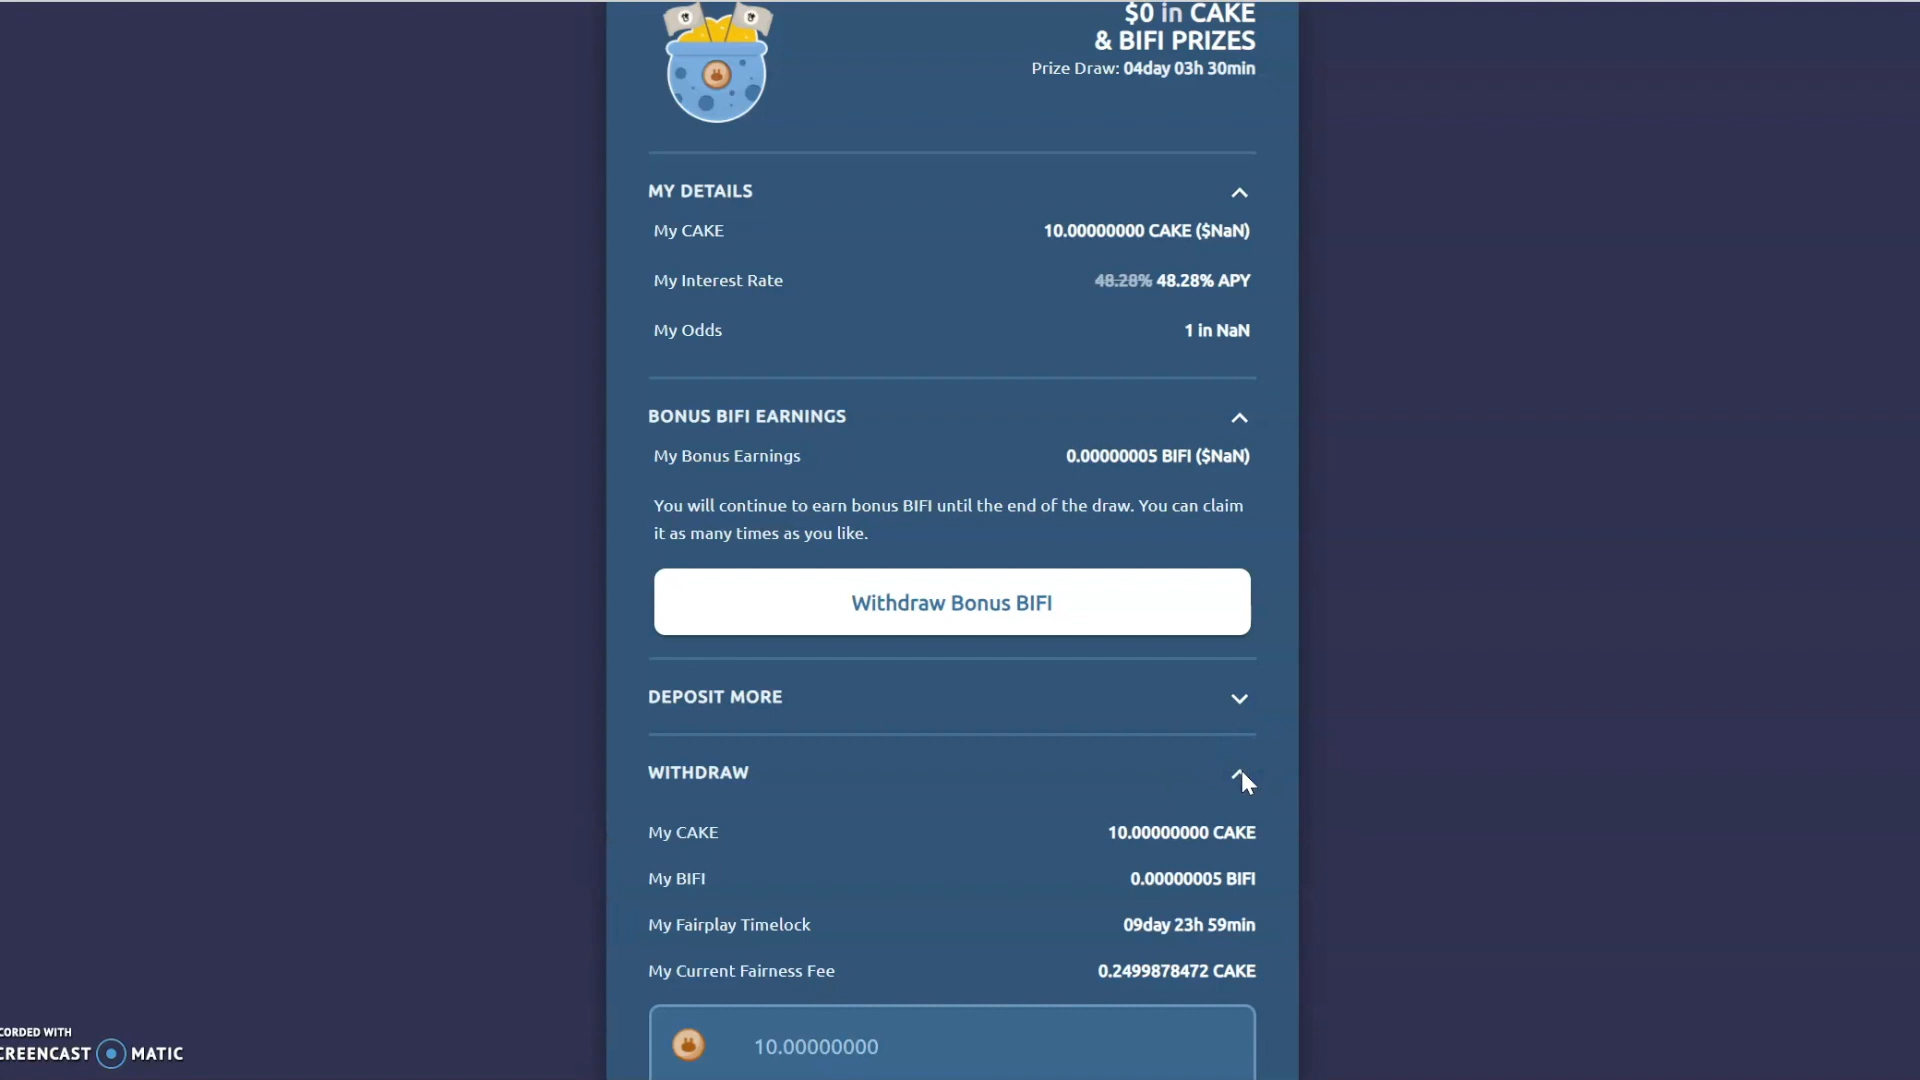 $0 in CAKE
& BIFI PRIZES
Prize Draw: 04day 03h 30min
MY DETAILS
My CAKE 10.00000000 CAKE ($NaN)
My Interest Rate 48.28% 48.28% APY
My Odds 1 in NaN
BONUS BIFI EARNINGS
My Bonus Earnings 0.00000005 BIFI ($NaN)
You will continue to earn bonus BIFI until the end of the draw. You can claim
it as many times as you like.
Withdraw Bonus BIFI
DEPOSIT MORE
WITHDRAW
My CAKE 10.00000000 CAKE
My BIFI 0.00000005 BIFI
My Fairplay Timelock 09day 23h 59min
My Current Fairness Fee 0.2499878472 CAKE
10.00000000
CORDED WITH
CREENCAST MATIC